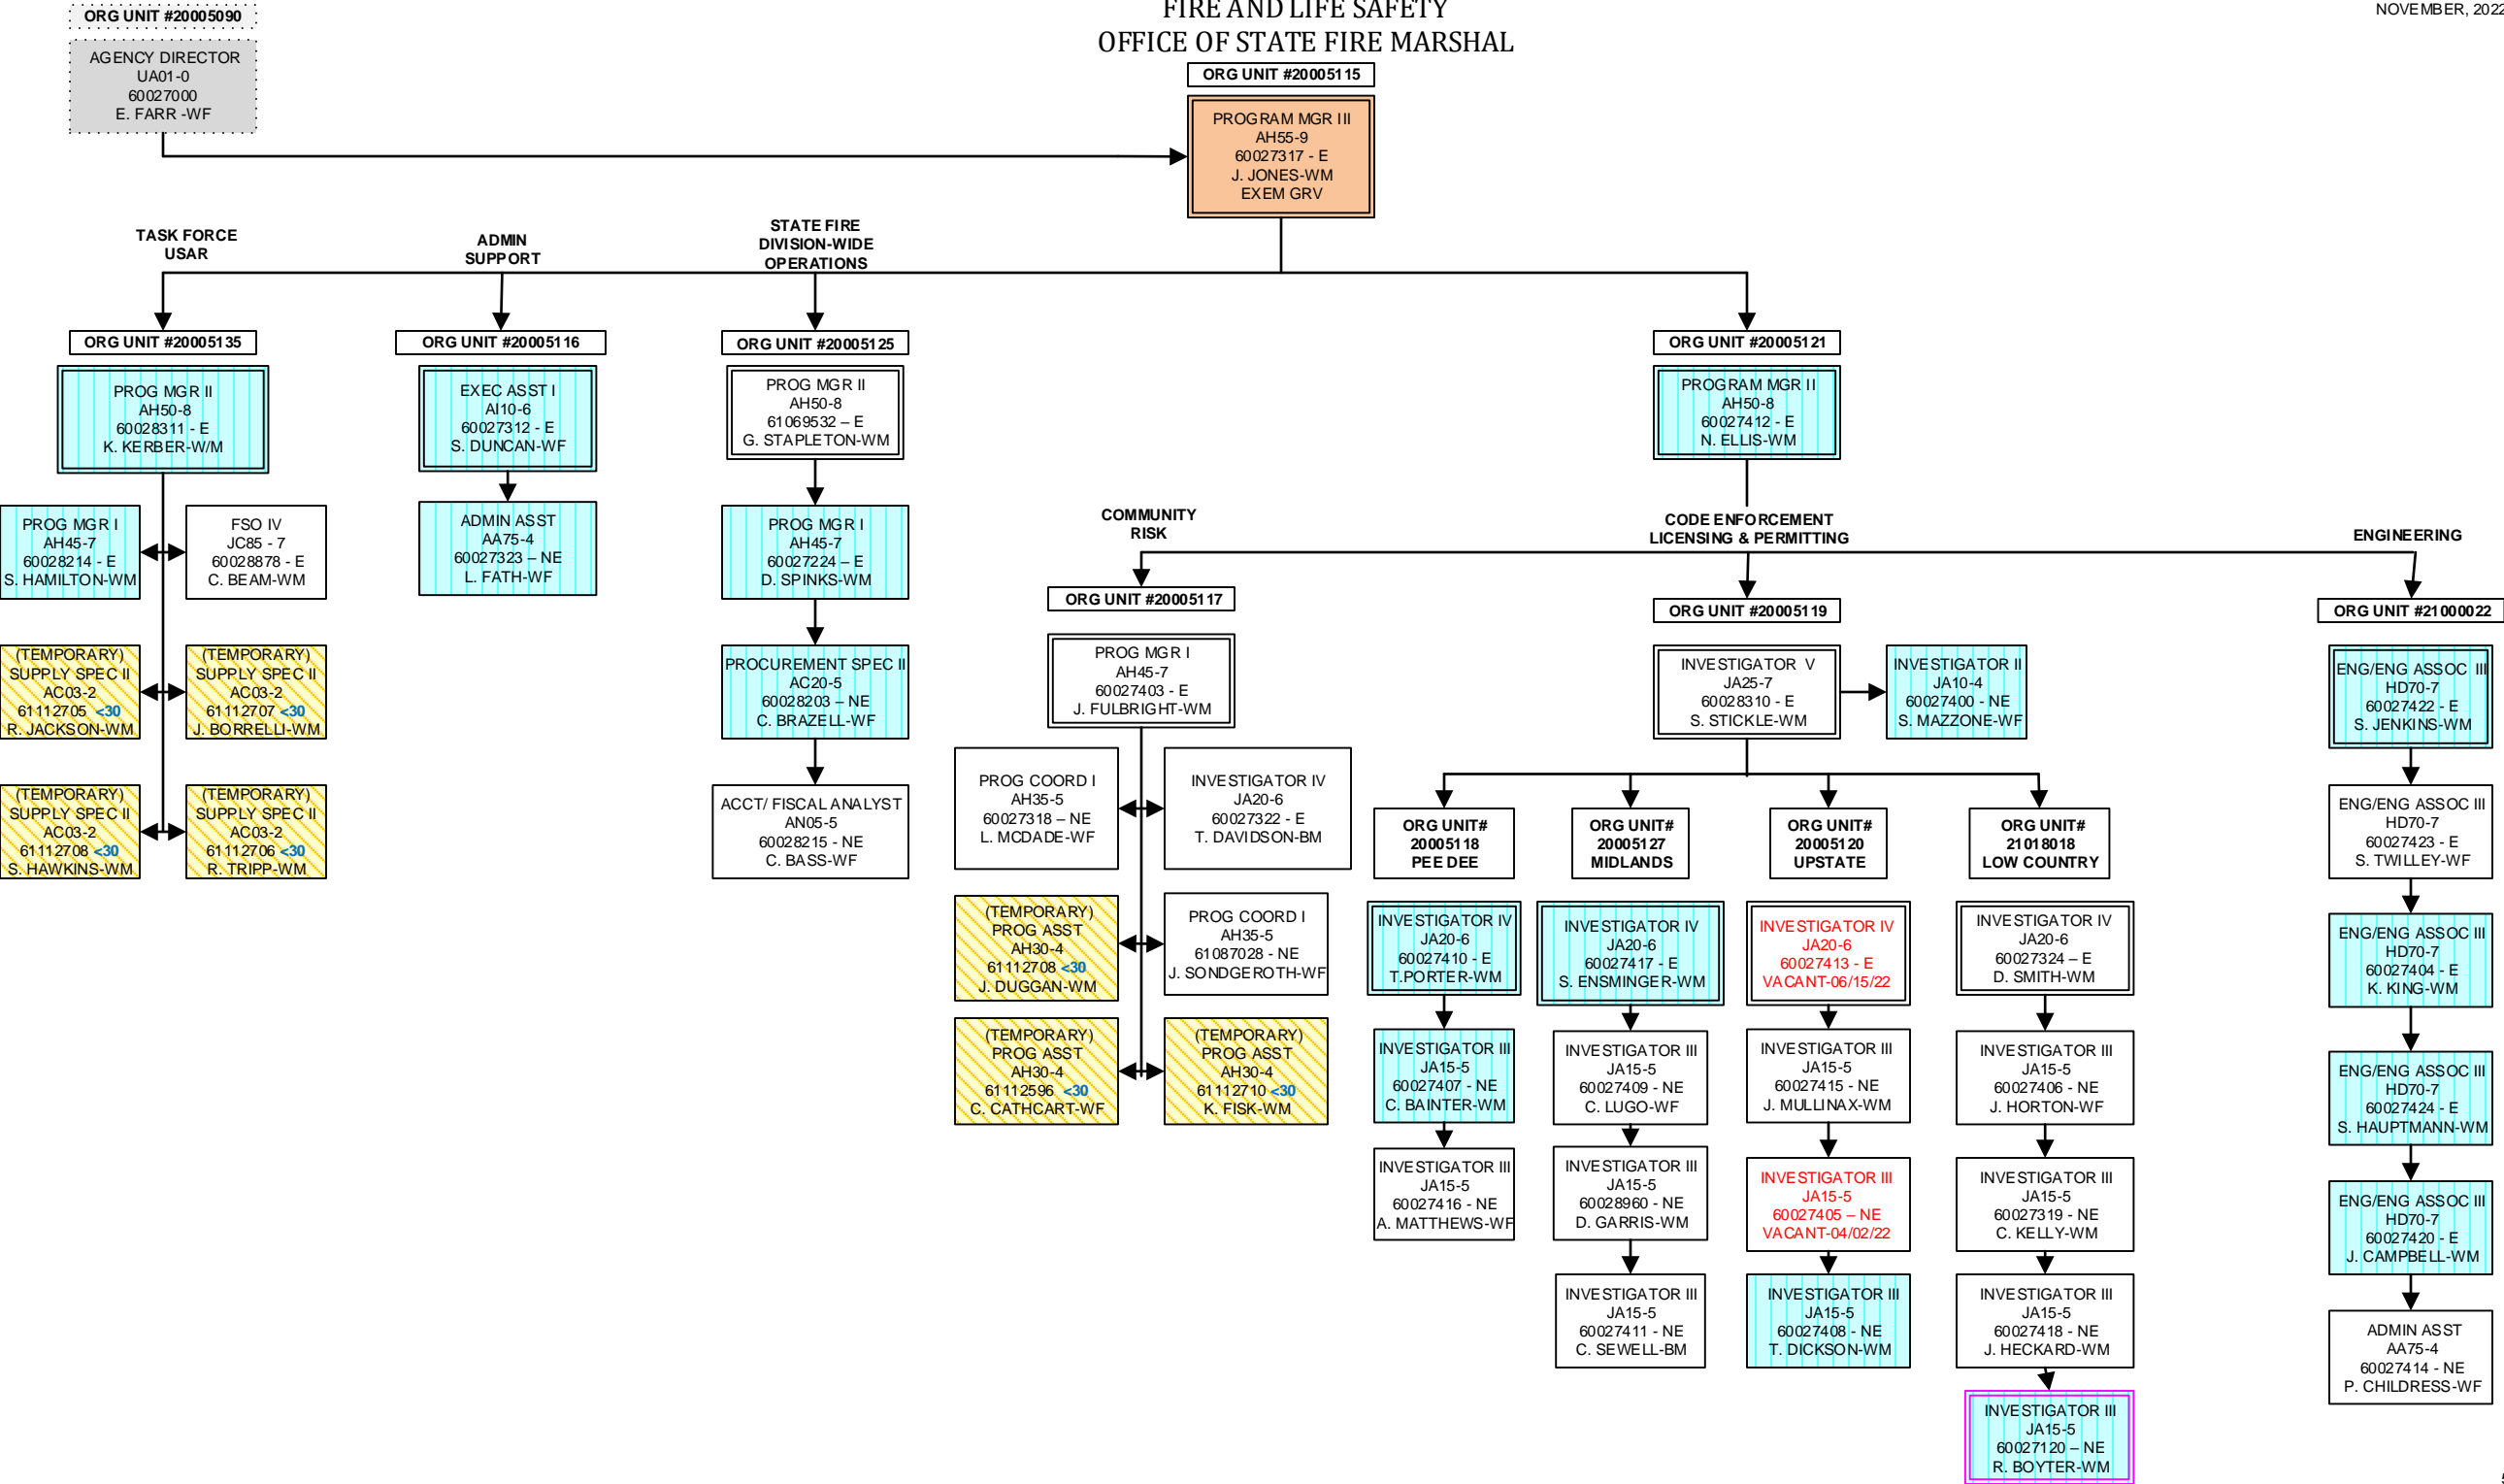 FIRE AND LIFE SAFETY
OFFICE OF STATE FIRE MARSHAL
NOVEMBER, 2022
ORG UNIT #20005090
AGENCY DIRECTOR
UA01-0
60027000
E. FARR -WF
ORG UNIT #20005115
PROGRAM MGR III
AH55-9
60027317 - E
J. JONES-WM
EXEM GRV
TASK FORCE
USAR
ORG UNIT #20005135
PROG MGR II
AH50-8
60028311 - E
K. KERBER-W/M
PROG MGR I
AH45-7
60028214 - E
S. HAMILTON-WM
FSO IV
JC85 - 7
60028878 - E
C. BEAM-WM
(TEMPORARY)
SUPPLY SPEC II
AC03-2
61112705 <30
R. JACKSON-WM
(TEMPORARY)
SUPPLY SPEC II
AC03-2
61112707 <30
J. BORRELLI-WM
(TEMPORARY)
SUPPLY SPEC II
AC03-2
61112708 <30
S. HAWKINS-WM
(TEMPORARY)
SUPPLY SPEC II
AC03-2
61112706 <30
R. TRIPP-WM
ADMIN
SUPPORT
ORG UNIT #20005116
EXEC ASST I
AI10-6
60027312 - E
S. DUNCAN-WF
ADMIN ASST
AA75-4
60027323 – NE
L. FATH-WF
STATE FIRE
DIVISION-WIDE
OPERATIONS
ORG UNIT #20005125
PROG MGR II
AH50-8
61069532 – E
G. STAPLETON-WM
PROG MGR I
AH45-7
60027224 – E
D. SPINKS-WM
PROCUREMENT SPEC II
AC20-5
60028203 – NE
C. BRAZELL-WF
ACCT/ FISCAL ANALYST
AN05-5
60028215 - NE
C. BASS-WF
ORG UNIT #20005121
PROGRAM MGR II
AH50-8
60027412 - E
N. ELLIS-WM
COMMUNITY
RISK
ORG UNIT #20005117
PROG MGR I
AH45-7
60027403 - E
J. FULBRIGHT-WM
PROG COORD I
AH35-5
60027318 – NE
L. MCDADE-WF
INVESTIGATOR IV
JA20-6
60027322 - E
T. DAVIDSON-BM
(TEMPORARY)
PROG ASST
AH30-4
61112708 <30
J. DUGGAN-WM
PROG COORD I
AH35-5
61087028 - NE
J. SONDGEROTH-WF
(TEMPORARY)
PROG ASST
AH30-4
61112596 <30
C. CATHCART-WF
(TEMPORARY)
PROG ASST
AH30-4
61112710 <30
K. FISK-WM
CODE ENFORCEMENT
LICENSING & PERMITTING
ORG UNIT #20005119
INVESTIGATOR V
JA25-7
60028310 - E
S. STICKLE-WM
INVESTIGATOR II
JA10-4
60027400 - NE
S. MAZZONE-WF
ORG UNIT#
20005118
PEE DEE
INVESTIGATOR IV
JA20-6
60027410 - E
T.PORTER-WM
INVESTIGATOR III
JA15-5
60027407 - NE
C. BAINTER-WM
INVESTIGATOR III
JA15-5
60027416 - NE
A. MATTHEWS-WF
ORG UNIT#
20005127
MIDLANDS
INVESTIGATOR IV
JA20-6
60027417 - E
S. ENSMINGER-WM
INVESTIGATOR III
JA15-5
60027409 - NE
C. LUGO-WF
INVESTIGATOR III
JA15-5
60028960 - NE
D. GARRIS-WM
INVESTIGATOR III
JA15-5
60027411 - NE
C. SEWELL-BM
ORG UNIT#
20005120
UPSTATE
INVESTIGATOR IV
JA20-6
60027413 - E
VACANT-06/15/22
INVESTIGATOR III
JA15-5
60027415 - NE
J. MULLINAX-WM
INVESTIGATOR III
JA15-5
60027405 – NE
VACANT-04/02/22
INVESTIGATOR III
JA15-5
60027408 - NE
T. DICKSON-WM
ORG UNIT#
21018018
LOW COUNTRY
INVESTIGATOR IV
JA20-6
60027324 – E
D. SMITH-WM
INVESTIGATOR III
JA15-5
60027406 - NE
J. HORTON-WF
INVESTIGATOR III
JA15-5
60027319 - NE
C. KELLY-WM
INVESTIGATOR III
JA15-5
60027418 - NE
J. HECKARD-WM
INVESTIGATOR III
JA15-5
60027120 – NE
R. BOYTER-WM
ENGINEERING
ORG UNIT #21000022
ENG/ENG ASSOC III
HD70-7
60027422 - E
S. JENKINS-WM
ENG/ENG ASSOC III
HD70-7
60027423 - E
S. TWILLEY-WF
ENG/ENG ASSOC III
HD70-7
60027404 - E
K. KING-WM
ENG/ENG ASSOC III
HD70-7
60027424 - E
S. HAUPTMANN-WM
ENG/ENG ASSOC III
HD70-7
60027420 - E
J. CAMPBELL-WM
ADMIN ASST
AA75-4
60027414 - NE
P. CHILDRESS-WF